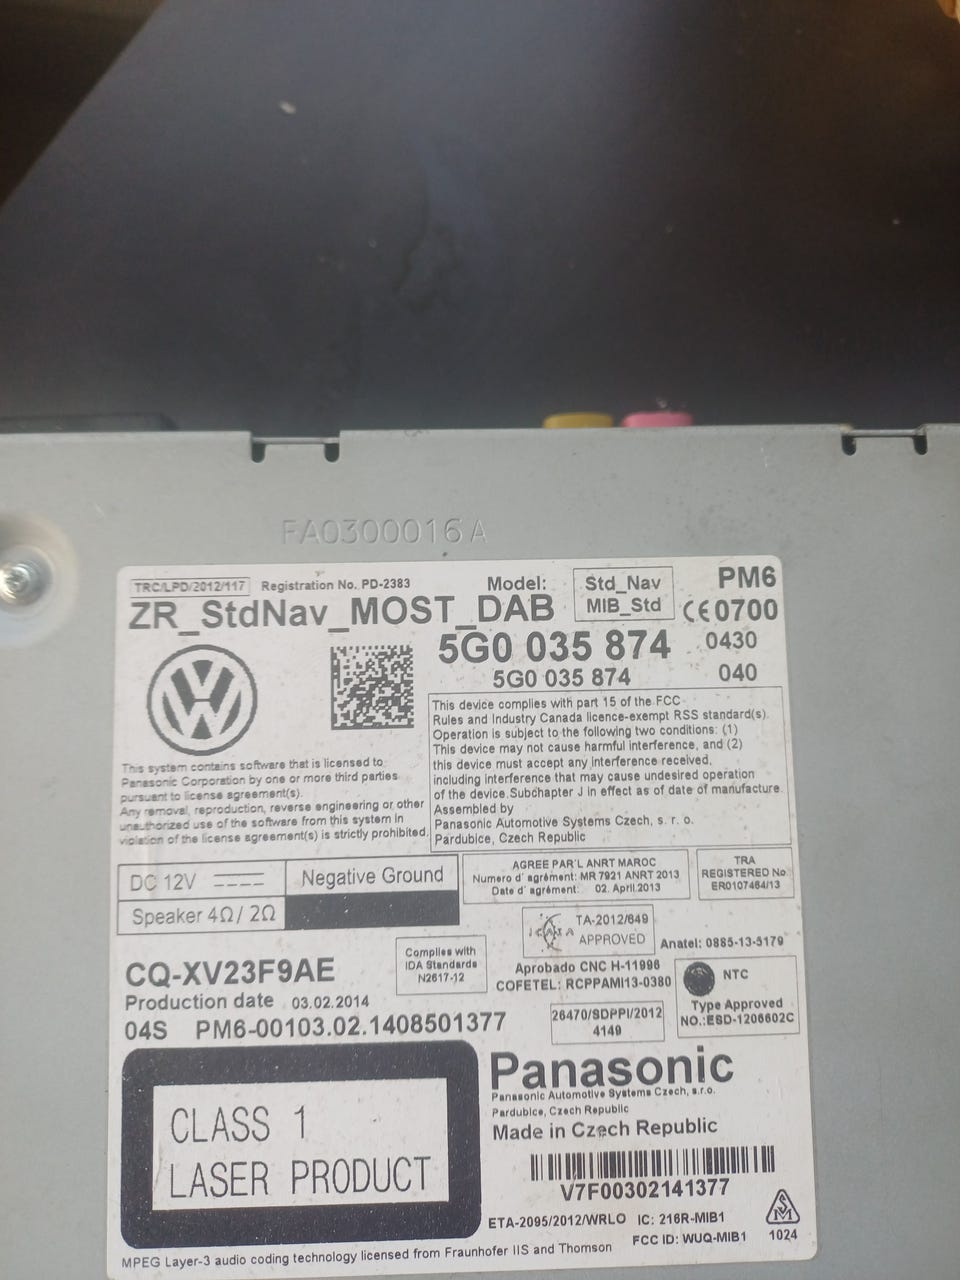 FA0300016A
TRC/LPD/2012/117 Registration No. PD-2383 Model: Std_Nav MIB_Std PM6
ZR_StdNav_MOST_DAB CE0700
5G0 035 874 0430
5G0 035 874 040
This device complies with part 15 of the FCC
Rules and Industry Canada licence-exempt RSS standard(s).
Operation is subject to the following two conditions: (1)
This device may not cause harmful interference, and (2)
this device must accept any interference received,
including interference that may cause undesired operation
of the device.Subchapter J in effect as of date of manufacture.
Assembled by
Panasonic Automotive Systems Czech, s. r. o.
Pardubice, Czech Republic
This system contains software that is licensed to
Panasonic Corporation by one or more third parties
pursuant to license agreement(s).
Any removal, reproduction, reverse engineering or other
unauthorized use of the software from this system in
violation of the license agreement(s) is strictly prohibited.
DC 12V Negative Ground
Speaker 4Ω/ 2Ω
AGREE PAR'L ANRT MAROC
Numero d' agrément: MR 7921 ANRT 2013
Date d' agrément: 02. April.2013
TRA
REGISTERED No
ER0107464/13
TA-2012/649
APPROVED
Anatel: 0885-13-5179
Complies with
IDA Standards
N2617-12
CQ-XV23F9AE
Production date 03.02.2014
04S PM6-00103.02.1408501377
Aprobado CNC H-11996
COFETEL: RCPPAMI13-0380
26470/SDPPI/2012
4149
NTC
Type Approved
NO.:ESD-1206602C
CLASS 1
LASER PRODUCT
Panasonic
Panasonic Automotive Systems Czech, s.r.o.
Pardubice, Czech Republic
Made in Czech Republic
V7F00302141377
ETA-2095/2012/WRLO IC: 216R-MIB1
FCC ID: WUQ-MIB1
1024
MPEG Layer-3 audio coding technology licensed from Fraunhofer IIS and Thomson